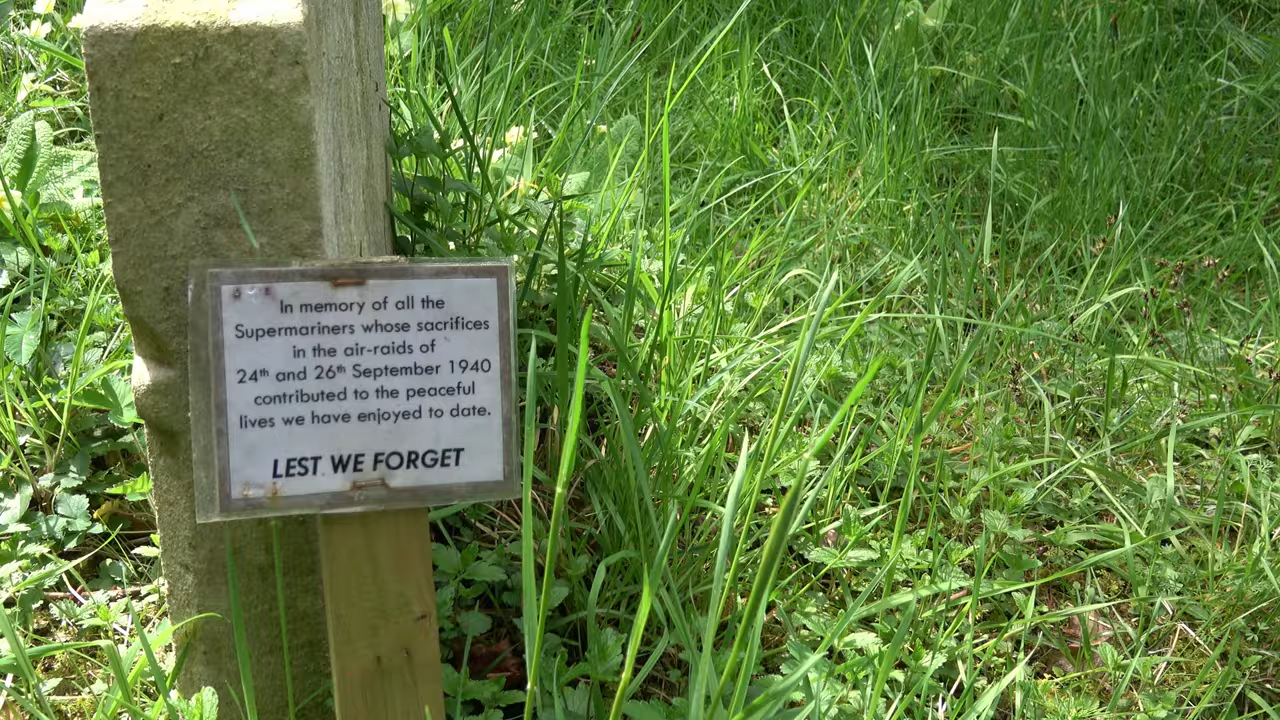 In memory of all the
Supermariners whose sacrifices
in the air-raids of
24th and 26th September 1940
contributed to the peaceful
lives we have enjoyed to date.
LEST WE FORGET